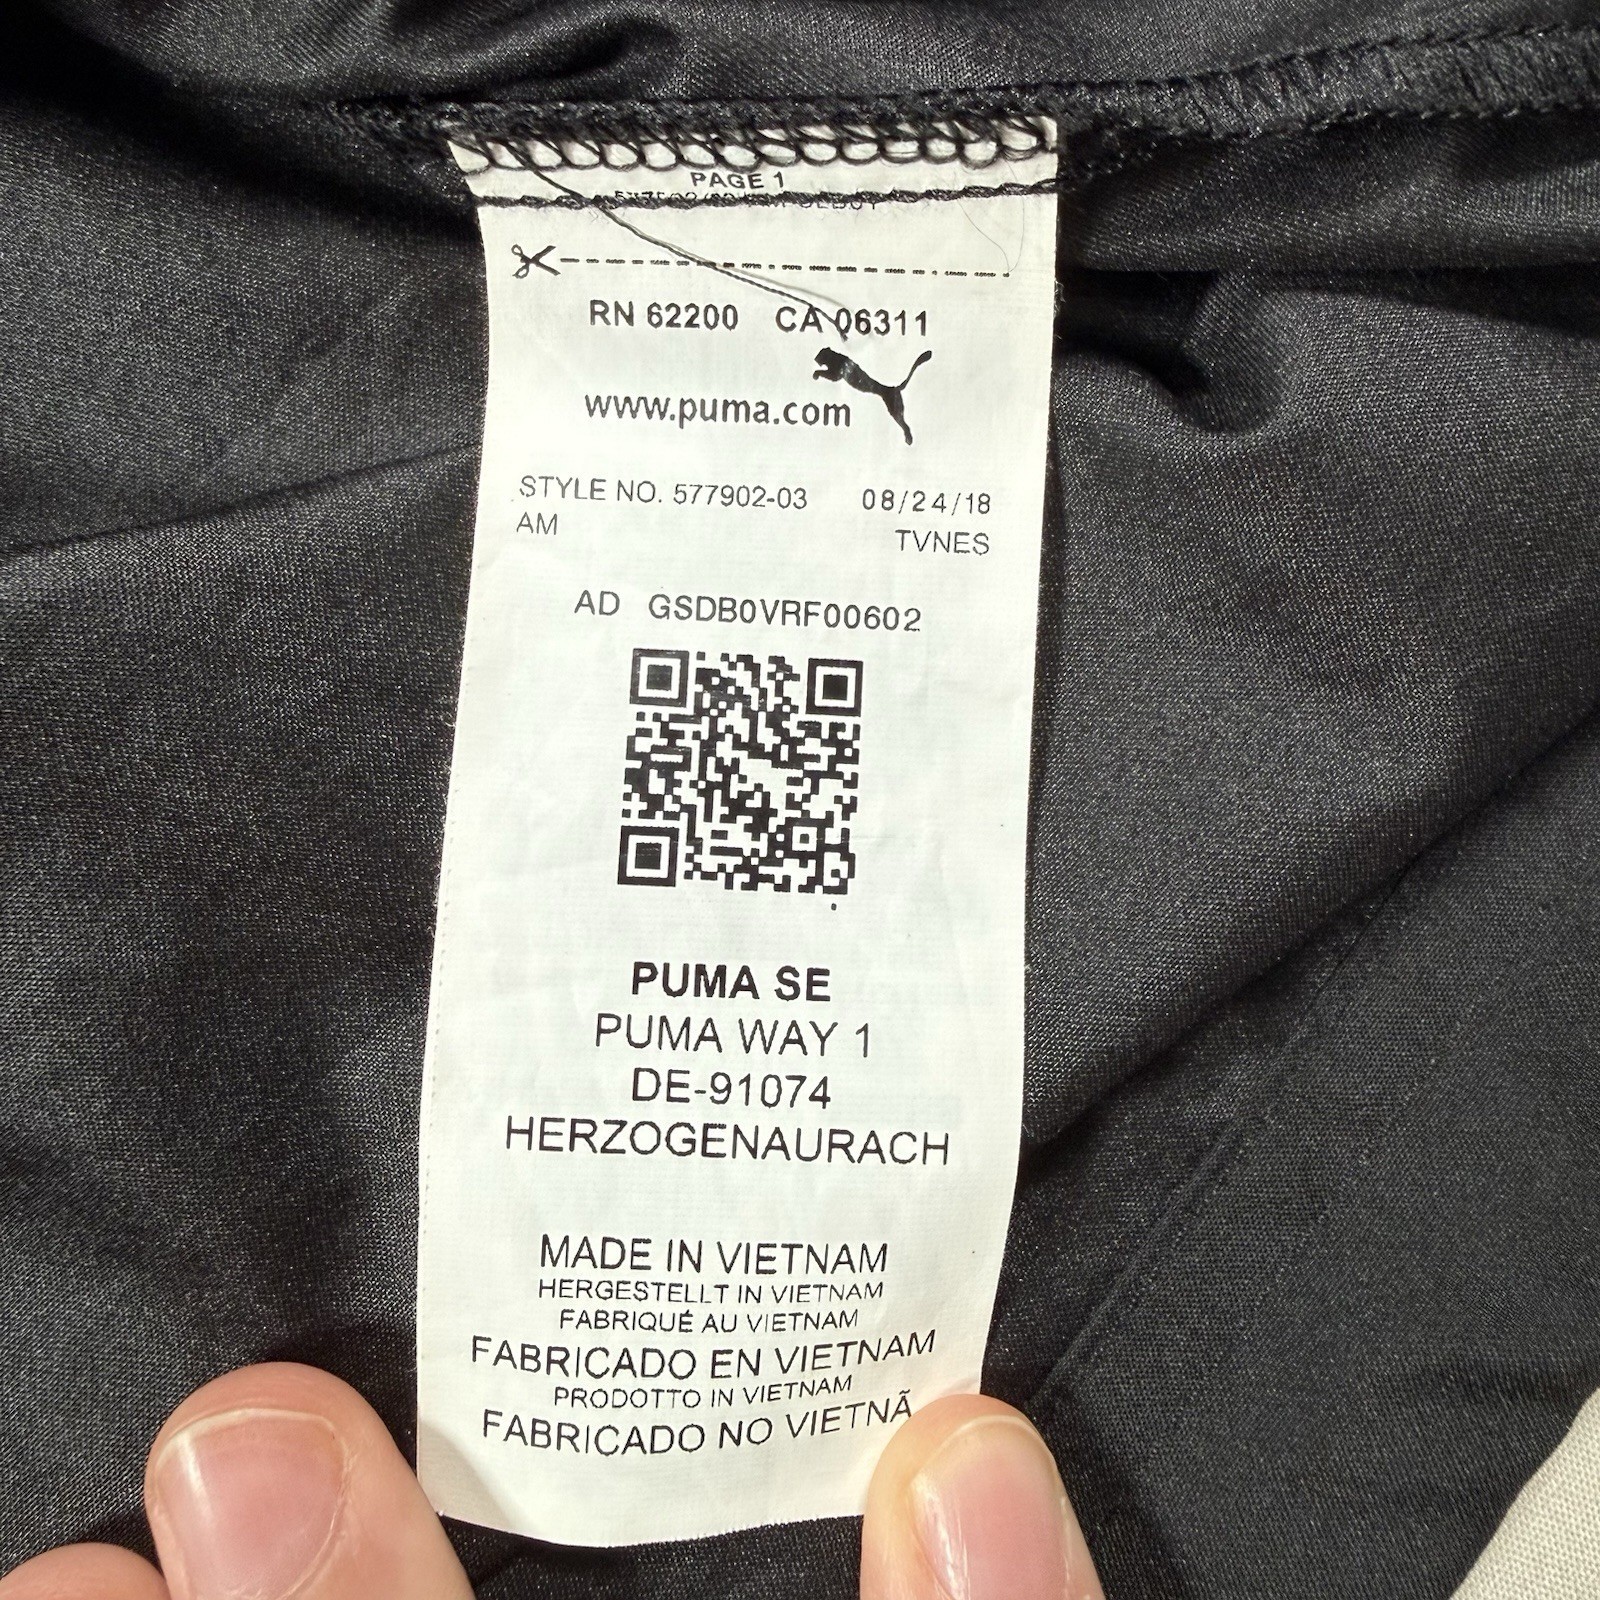 PAGE 1
RN 62200 CA 06311
www.puma.com
STYLE NO. 577902-03 08/24/18
AM TVNES
AD GSDB0VRF00602
PUMA SE
PUMA WAY 1
DE-91074
HERZOGENAURACH
MADE IN VIETNAM
HERGESTELLT IN VIETNAM
FABRIQUÉ AU VIETNAM
FABRICADO EN VIETNAM
PRODOTTO IN VIETNAM
FABRICADO NO VIETNÃ